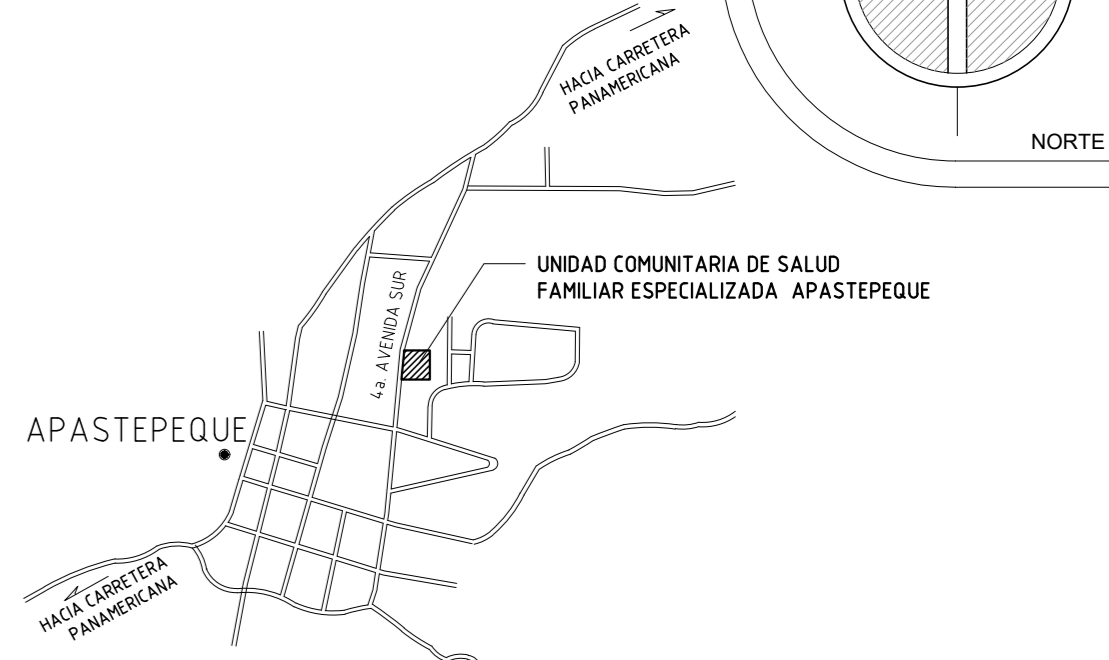 HACIA CARRETERA
PANAMERICANA
NORTE
UNIDAD COMUNITARIA DE SALUD
FAMILIAR ESPECIALIZADA APASTEPEQUE
4a. AVENIDA SUR
APASTEPEQUE
HACIA CARRETERA
PANAMERICANA